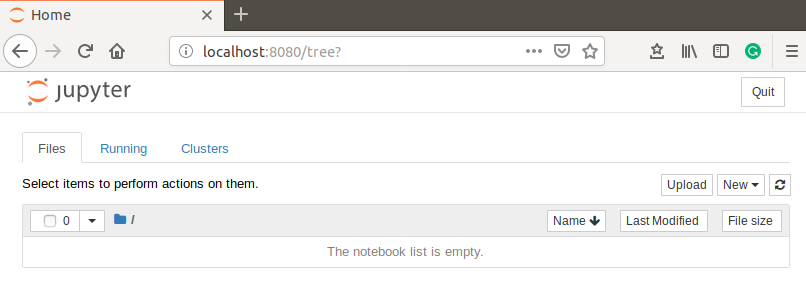 Home
localhost:8080/tree?
jupyter
Quit
Files Running Clusters
Select items to perform actions on them.
Upload New
0 / Name Last Modified File size
The notebook list is empty.